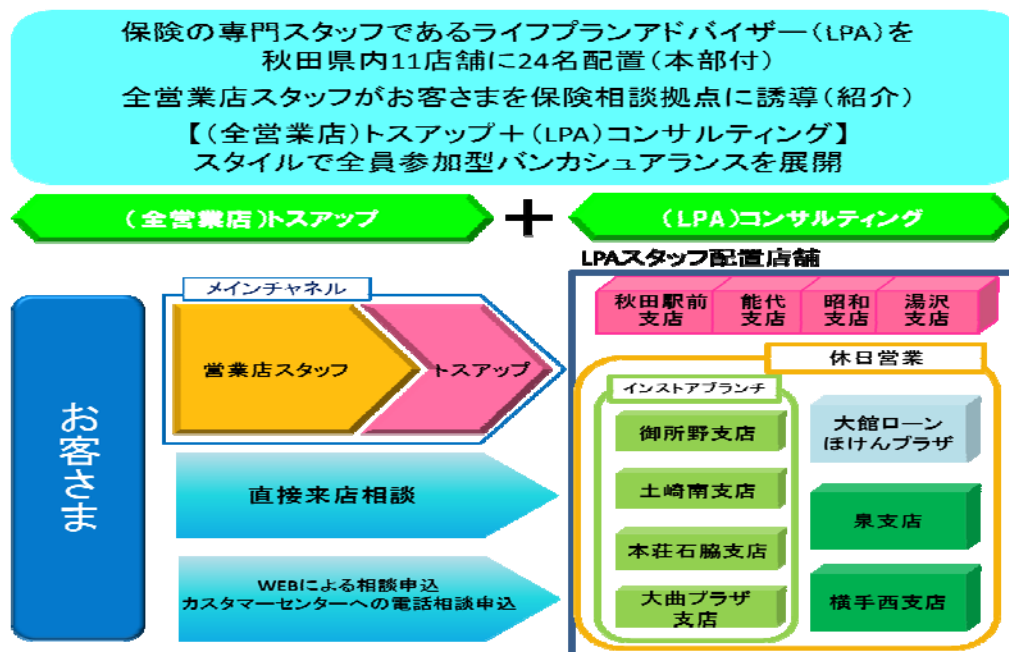 保険の専門スタッフであるライフプランアドバイザー(LPA)を
秋田県内11店舗に24名配置(本部付)
全営業店スタッフがお客さまを保険相談拠点に誘導(紹介)
【(全営業店)トスアップ+(LPA)コンサルティング】
スタイルで全員参加型バンカシュアランスを展開
(全営業店)トスアップ
+
(LPA)コンサルティング
LPAスタッフ配置店舗
お客さま
メインチャネル
営業店スタッフ
トスアップ
直接来店相談
WEBによる相談申込
カスタマーセンターへの電話相談申込
秋田駅前
支店
能代
支店
昭和
支店
湯沢
支店
休日営業
インストアブランチ
御所野支店
土崎南支店
本荘石脇支店
大曲プラザ
支店
大館ローン
ほけんプラザ
泉支店
横手西支店